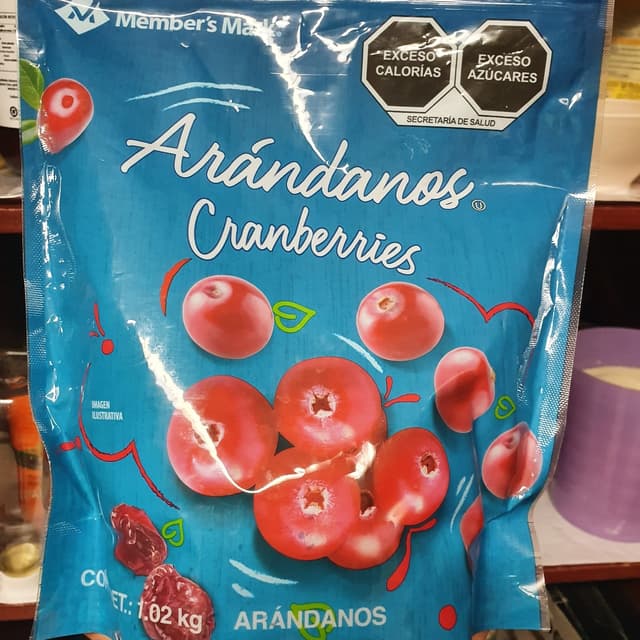 Member's Mark
EXCESO
CALORÍAS
EXCESO
AZÚCARES
SECRETARÍA DE SALUD
Arándanos
Cranberries
IMAGEN
ILUSTRATIVA
1.02 kg
ARÁNDANOS